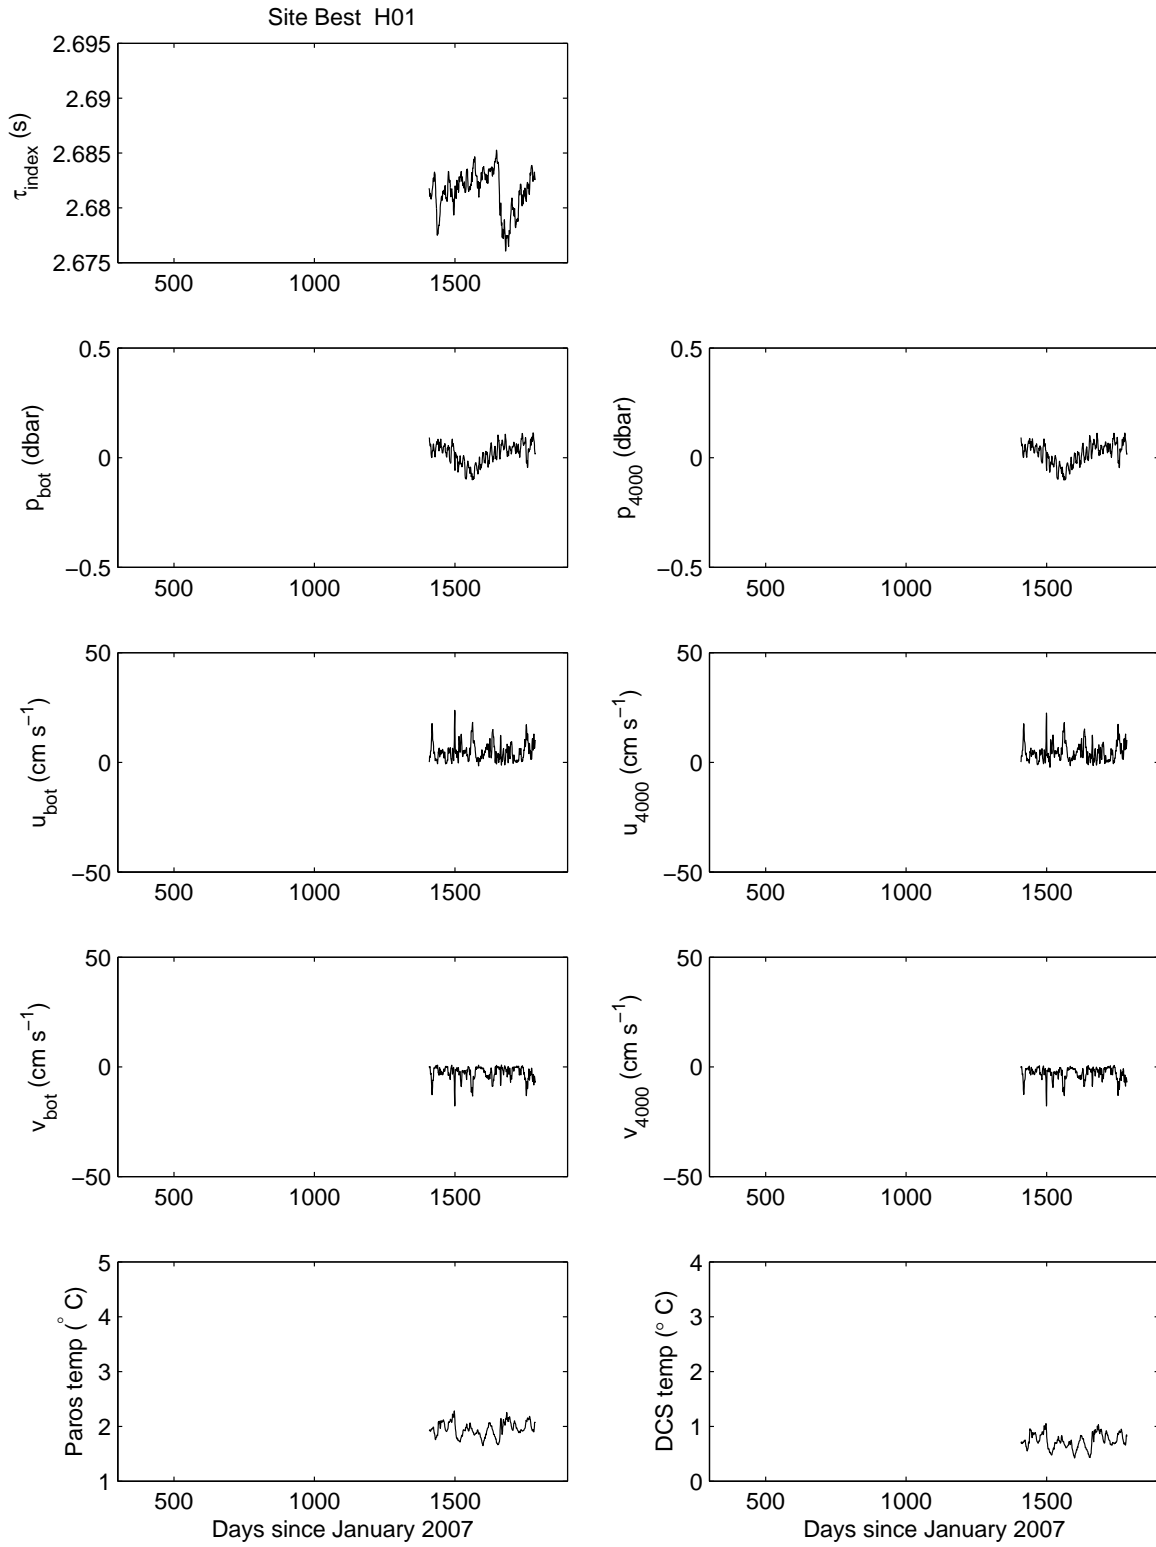 Site Best H01
2.695
2.69
2.685
2.68
2.675
τindex (s)
500 1000 1500
0.5
0
−0.5
pbot (dbar)
500 1000 1500
0.5
0
−0.5
p4000 (dbar)
500 1000 1500
50
0
−50
ubot (cm s−1)
500 1000 1500
50
0
−50
u4000 (cm s−1)
500 1000 1500
50
0
−50
vbot (cm s−1)
500 1000 1500
50
0
−50
v4000 (cm s−1)
500 1000 1500
5
4
3
2
1
Paros temp (° C)
500 1000 1500
Days since January 2007
4
3
2
1
0
DCS temp (° C)
500 1000 1500
Days since January 2007